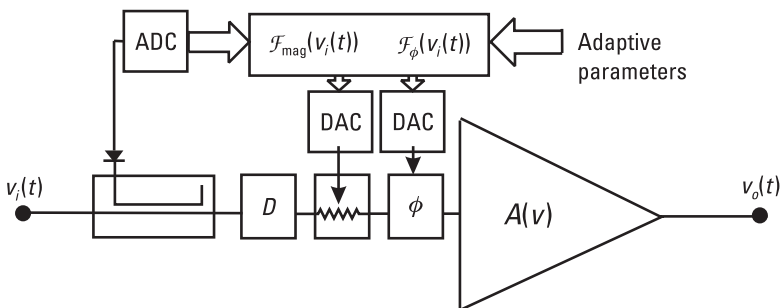 ADC
ℱmag(vi(t)) ℱϕ(vi(t))
Adaptive
parameters
DAC DAC
vi(t)
D
ϕ
A(v)
vo(t)